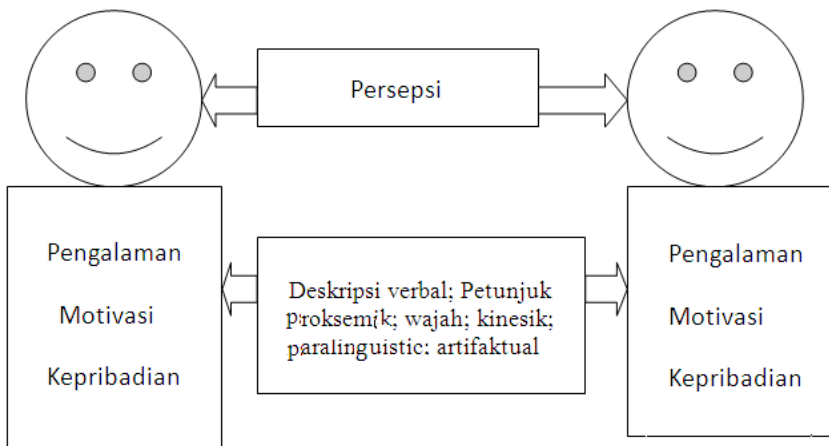 Persepsi
Pengalaman
Motivasi
Kepribadian
Deskripsi verbal; Petunjuk
proksemik; wajah; kinesik;
paralinguistic; artifaktual
Pengalaman
Motivasi
Kepribadian